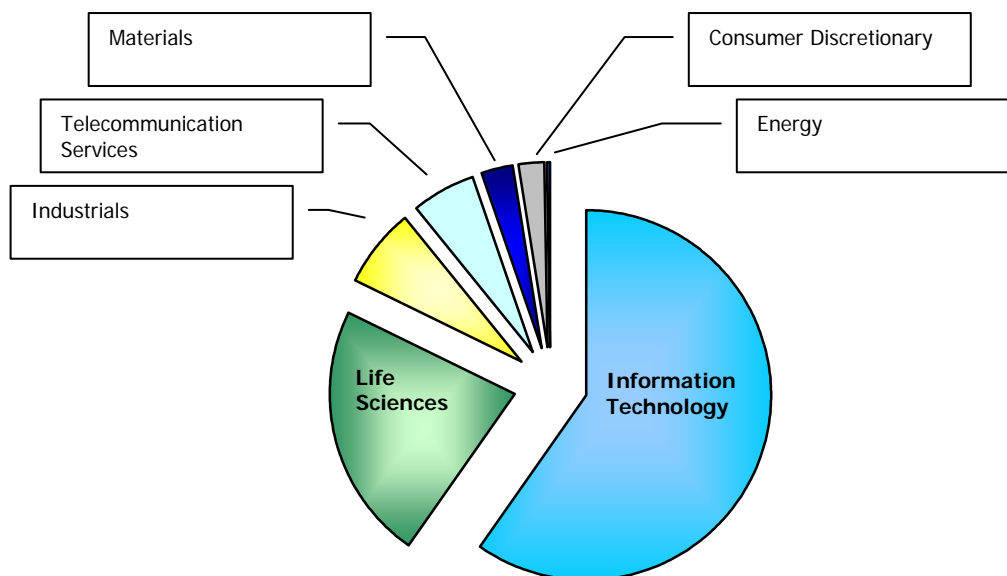 Materials
Consumer Discretionary
Telecommunication
Services
Energy
Industrials
Life
Sciences
Information
Technology